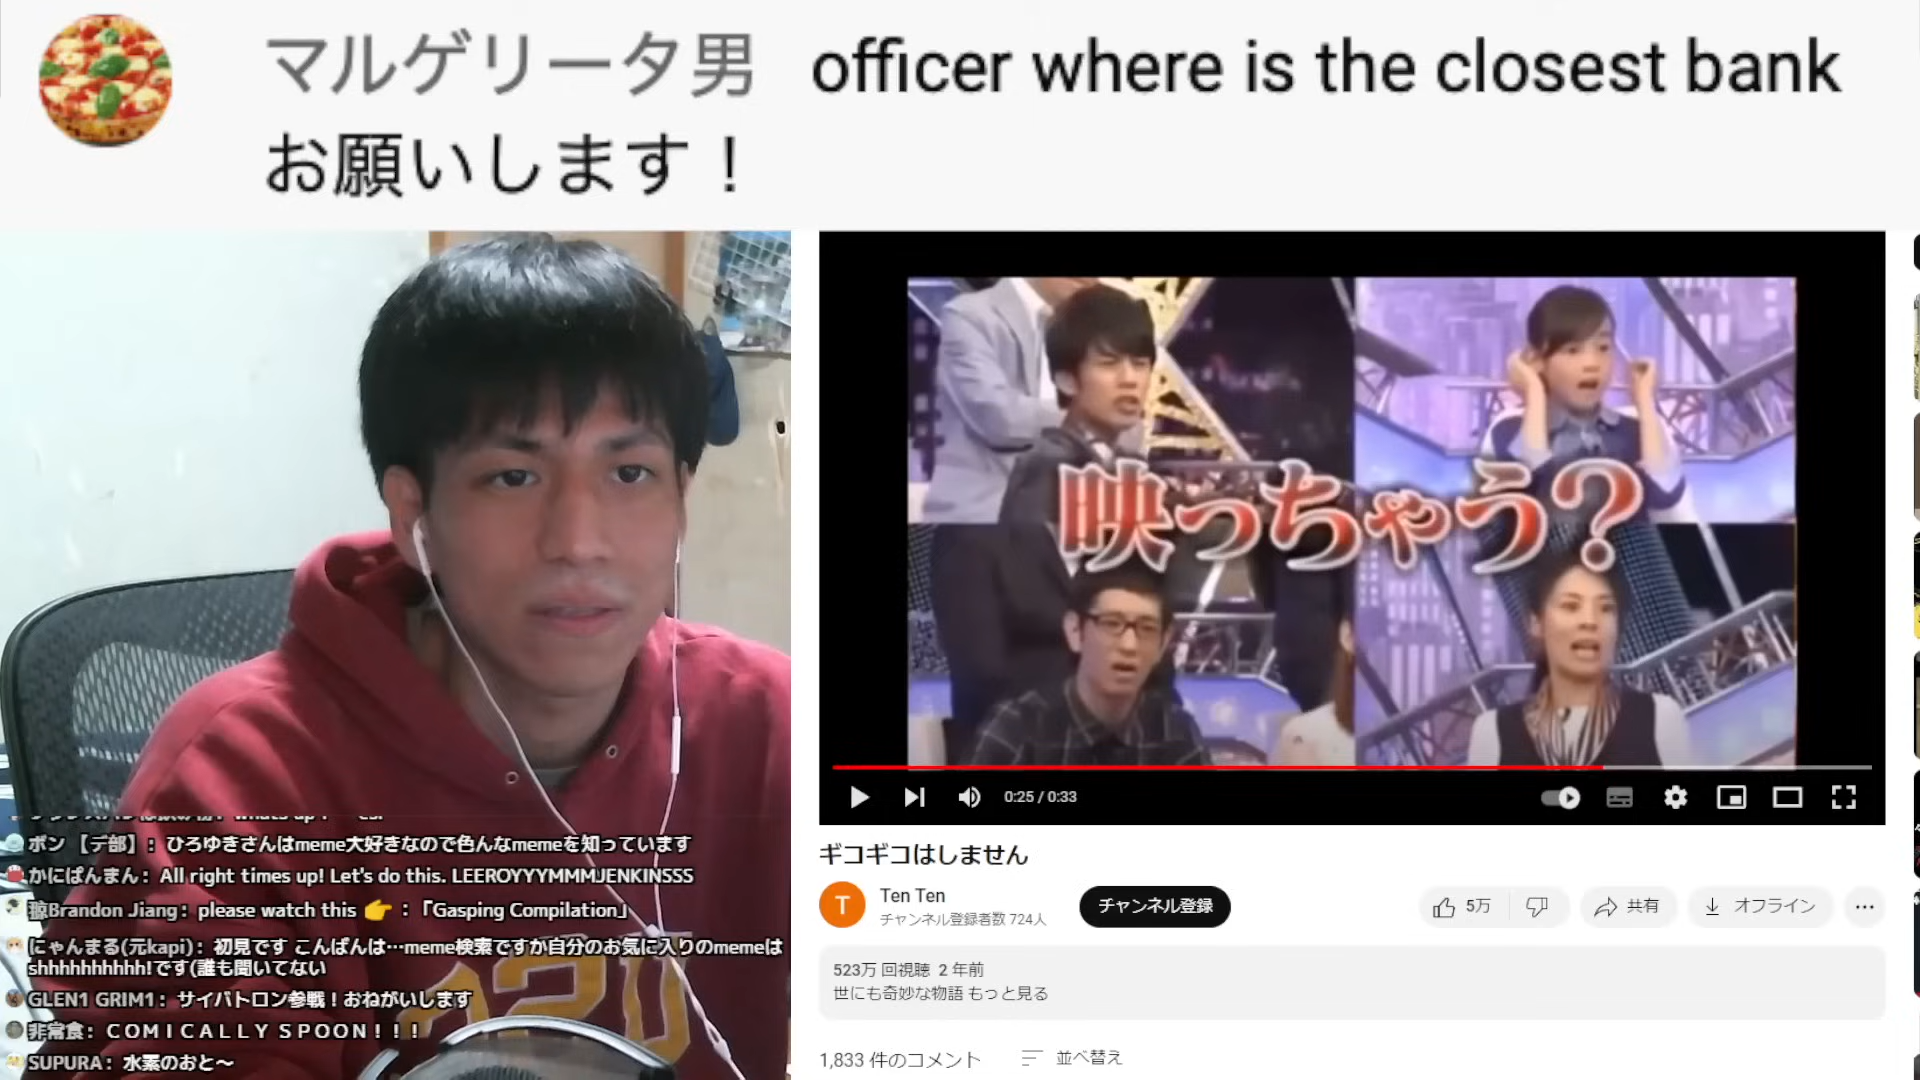 マルゲリータ男 officer where is the closest bank
お願いします！
映っちゃう?
0:25 / 0:33
ギコギコはしません
T
Ten Ten
チャンネル登録者数 724人
チャンネル登録
5万
共有
オフライン
523万 回視聴 2 年前
世にも奇妙な物語 もっと見る
1,833 件のコメント
並べ替え
ポン 【デ部】: ひろゆきさんはmeme大好きなので色んなmemeを知っています
かにぱんまん: All right times up! Let's do this. LEEROYYYMMMJENKINSSS
Brandon Jiang: please watch this 👉 :「Gasping Compilation」
にゃんまる(元kapi): 初見です こんばんは…meme検索ですか自分のお気に入りのmemeは
shhhhhhhhhh!です(誰も聞いてない
GLEN1 GRIM1: サイバトロン参戦！おねがいします
非常食: ＣＯＭＩＣＡＬＬＹ ＳＰＯＯＮ！！！
SUPURA: 水素のおと～